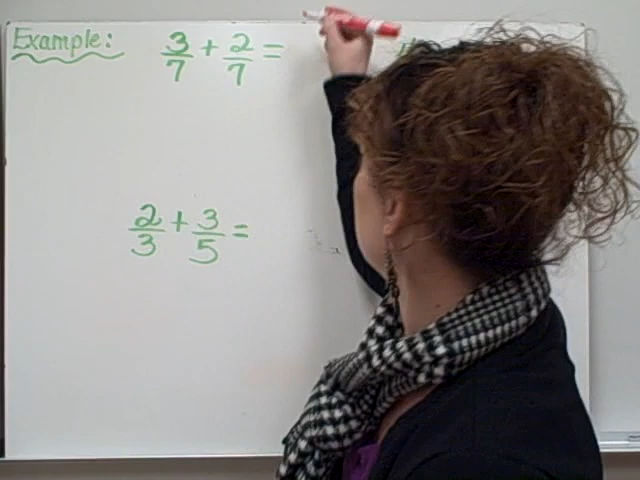 Example: 3/7 + 2/7 =
2/3 + 3/5 =